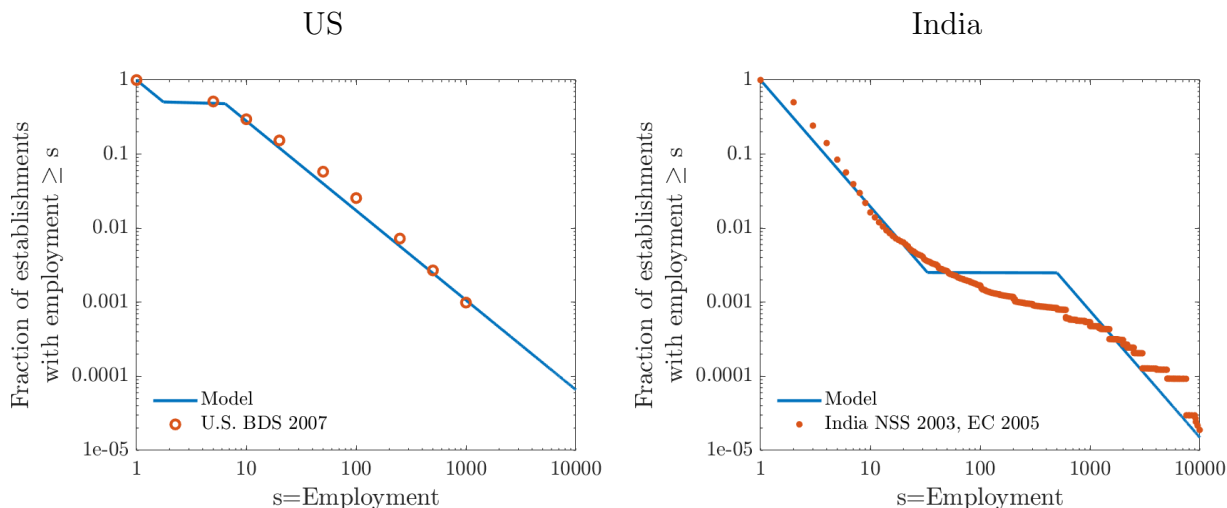 US
Fraction of establishments
with employment ≥ s
1
0.1
0.01
0.001
0.0001
1e-05
Model
U.S. BDS 2007
1
10
100
1000
10000
s=Employment
India
Fraction of establishments
with employment ≥ s
1
0.1
0.01
0.001
0.0001
1e-05
Model
India NSS 2003, EC 2005
1
10
100
1000
10000
s=Employment